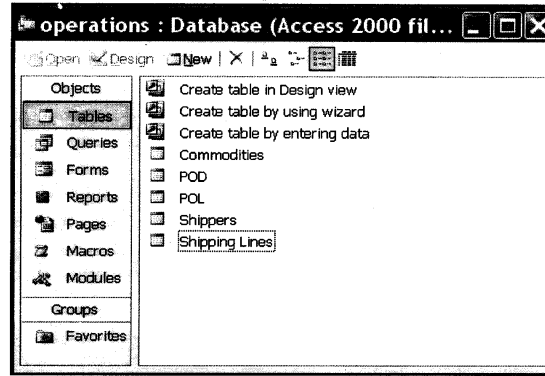 operations : Database (Access 2000 fil...
Open Design New
Objects
Tables
Queries
Forms
Reports
Pages
Macros
Modules
Groups
Favorites
Create table in Design view
Create table by using wizard
Create table by entering data
Commodities
POD
POL
Shippers
Shipping Lines